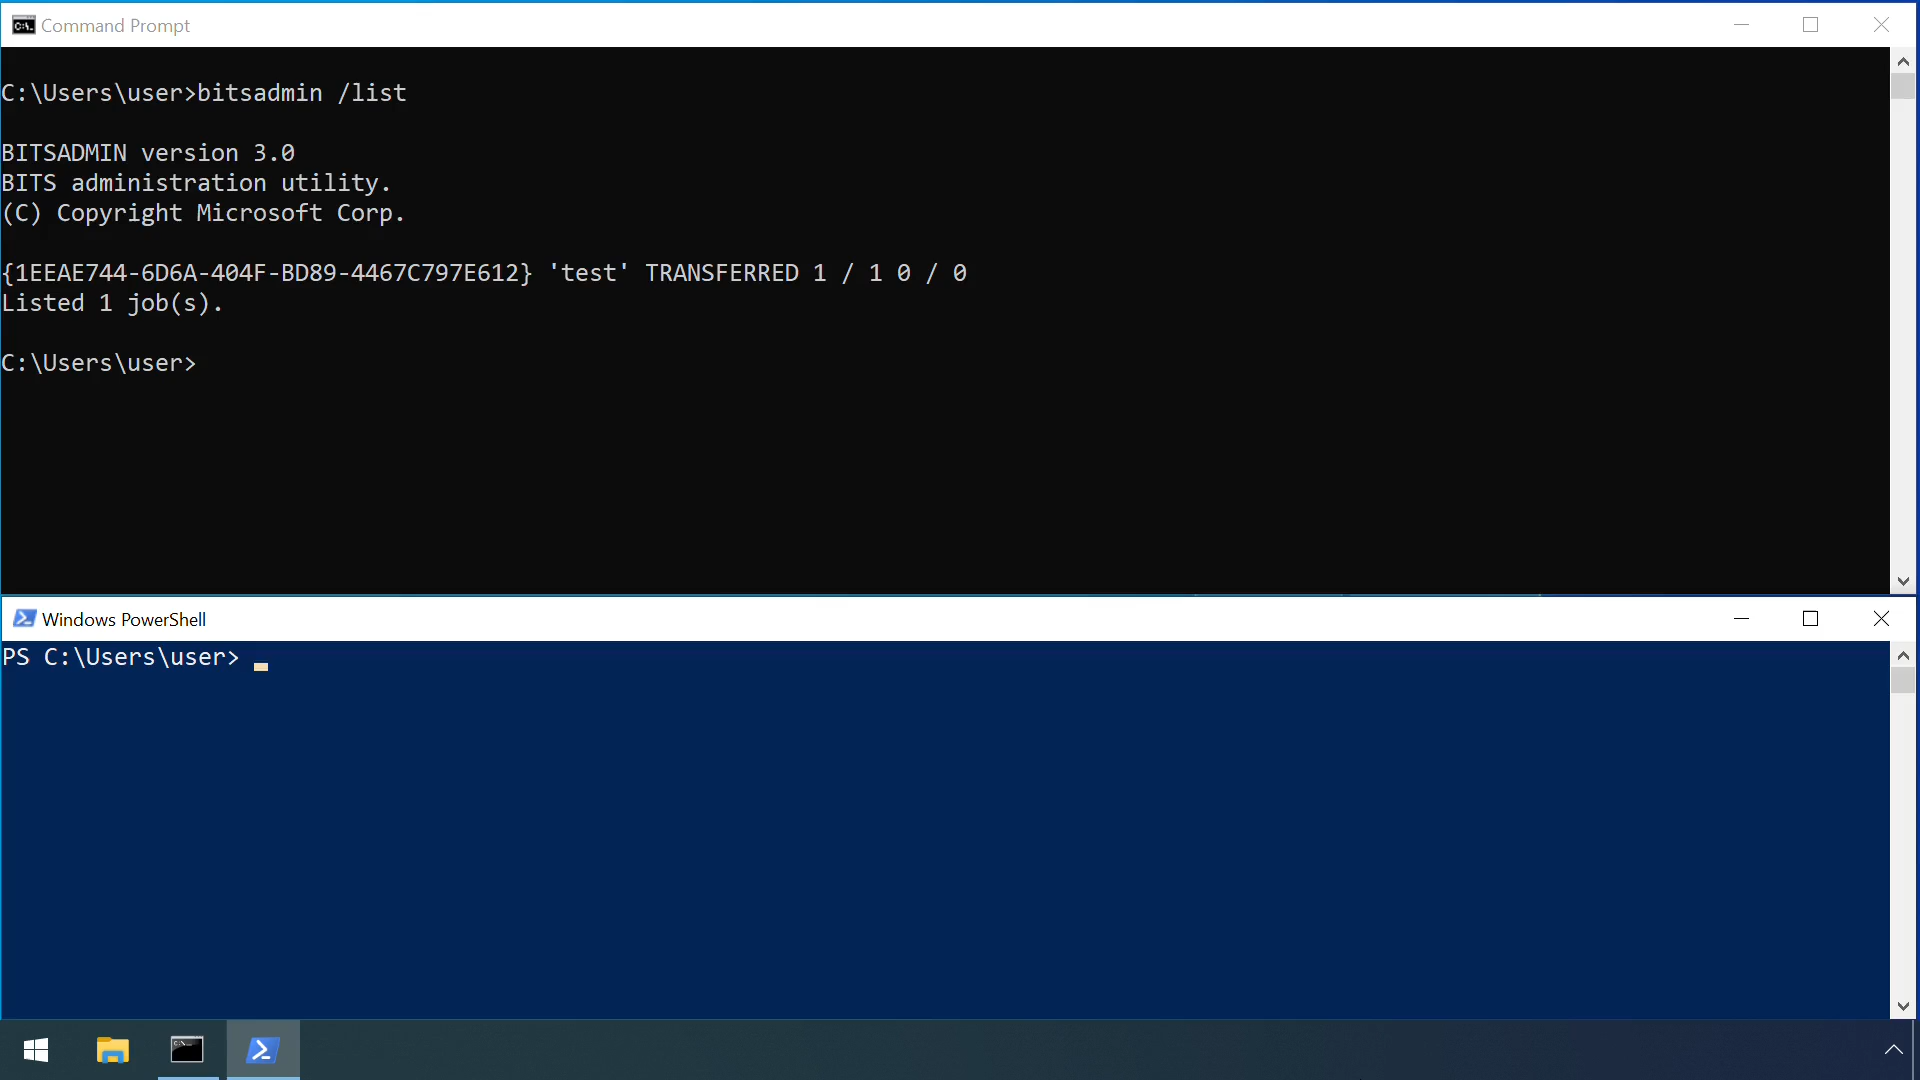 Command Prompt
C:\Users\user>bitsadmin /list
BITSADMIN version 3.0
BITS administration utility.
(C) Copyright Microsoft Corp.
{1EEAE744-6D6A-404F-BD89-4467C797E612} 'test' TRANSFERRED 1 / 1 0 / 0
Listed 1 job(s).
C:\Users\user>
Windows PowerShell
PS C:\Users\user>